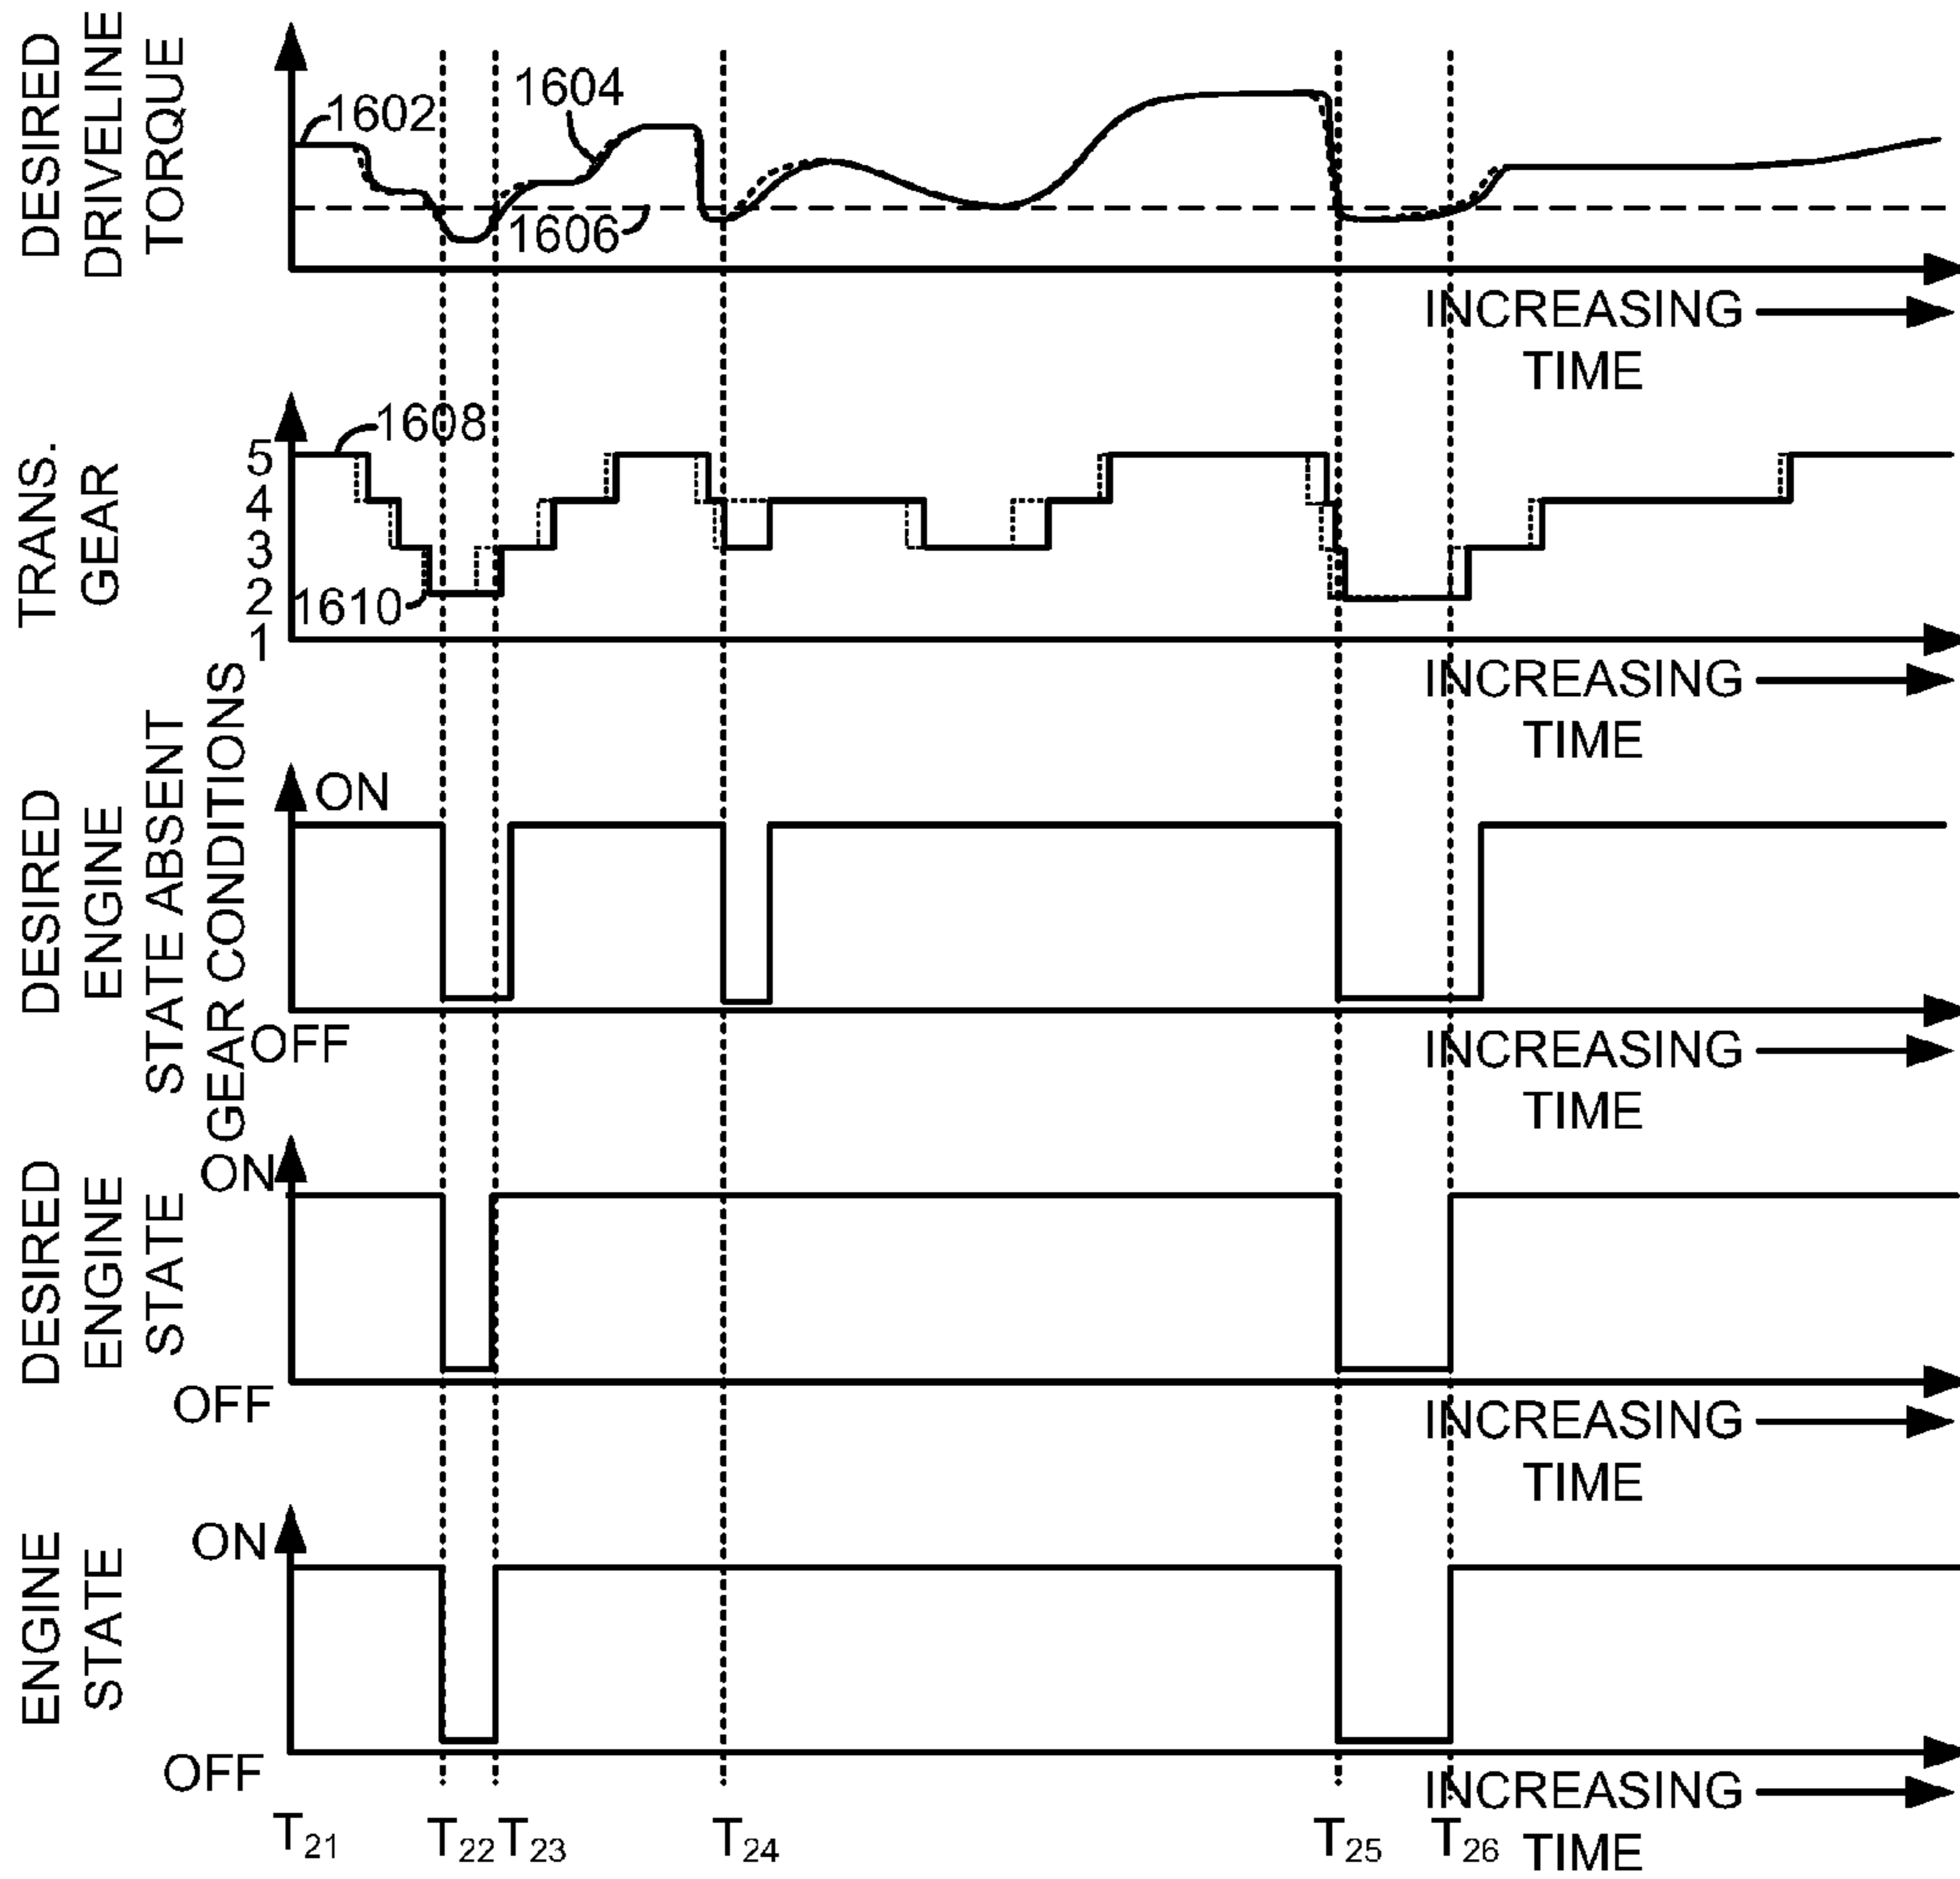 DESIRED
DRIVELINE
TORQUE
1602
1604
1606
INCREASING
TIME
TRANS.
GEAR
5
4
3
2
1
1608
1610
INCREASING
TIME
DESIRED
ENGINE
STATE ABSENT
GEAR CONDITIONS
ON
OFF
INCREASING
TIME
DESIRED
ENGINE
STATE
ON
OFF
INCREASING
TIME
ENGINE
STATE
ON
OFF
INCREASING
TIME
T21 T22 T23 T24 T25 T26